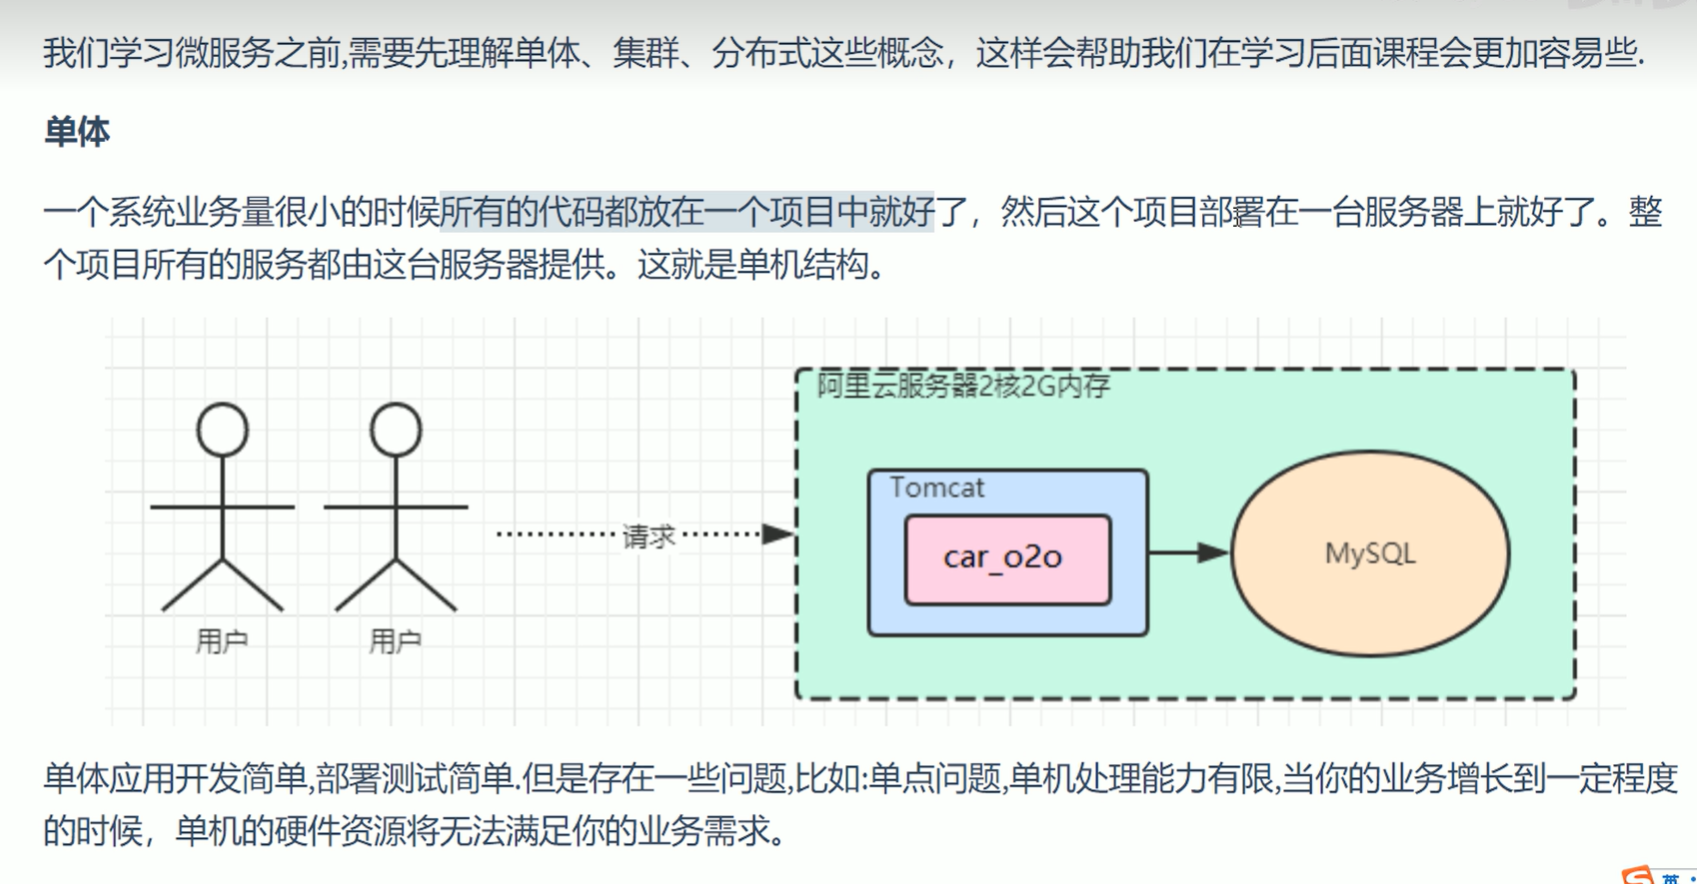 我们学习微服务之前,需要先理解单体、集群、分布式这些概念，这样会帮助我们在学习后面课程会更加容易些.
单体
一个系统业务量很小的时候所有的代码都放在一个项目中就好了，然后这个项目部署在一台服务器上就好了。整
个项目所有的服务都由这台服务器提供。这就是单机结构。
阿里云服务器2核2G内存
Tomcat
请求
car_o2o
MySQL
用户
用户
单体应用开发简单,部署测试简单.但是存在一些问题,比如:单点问题,单机处理能力有限,当你的业务增长到一定程度
的时候，单机的硬件资源将无法满足你的业务需求。
英